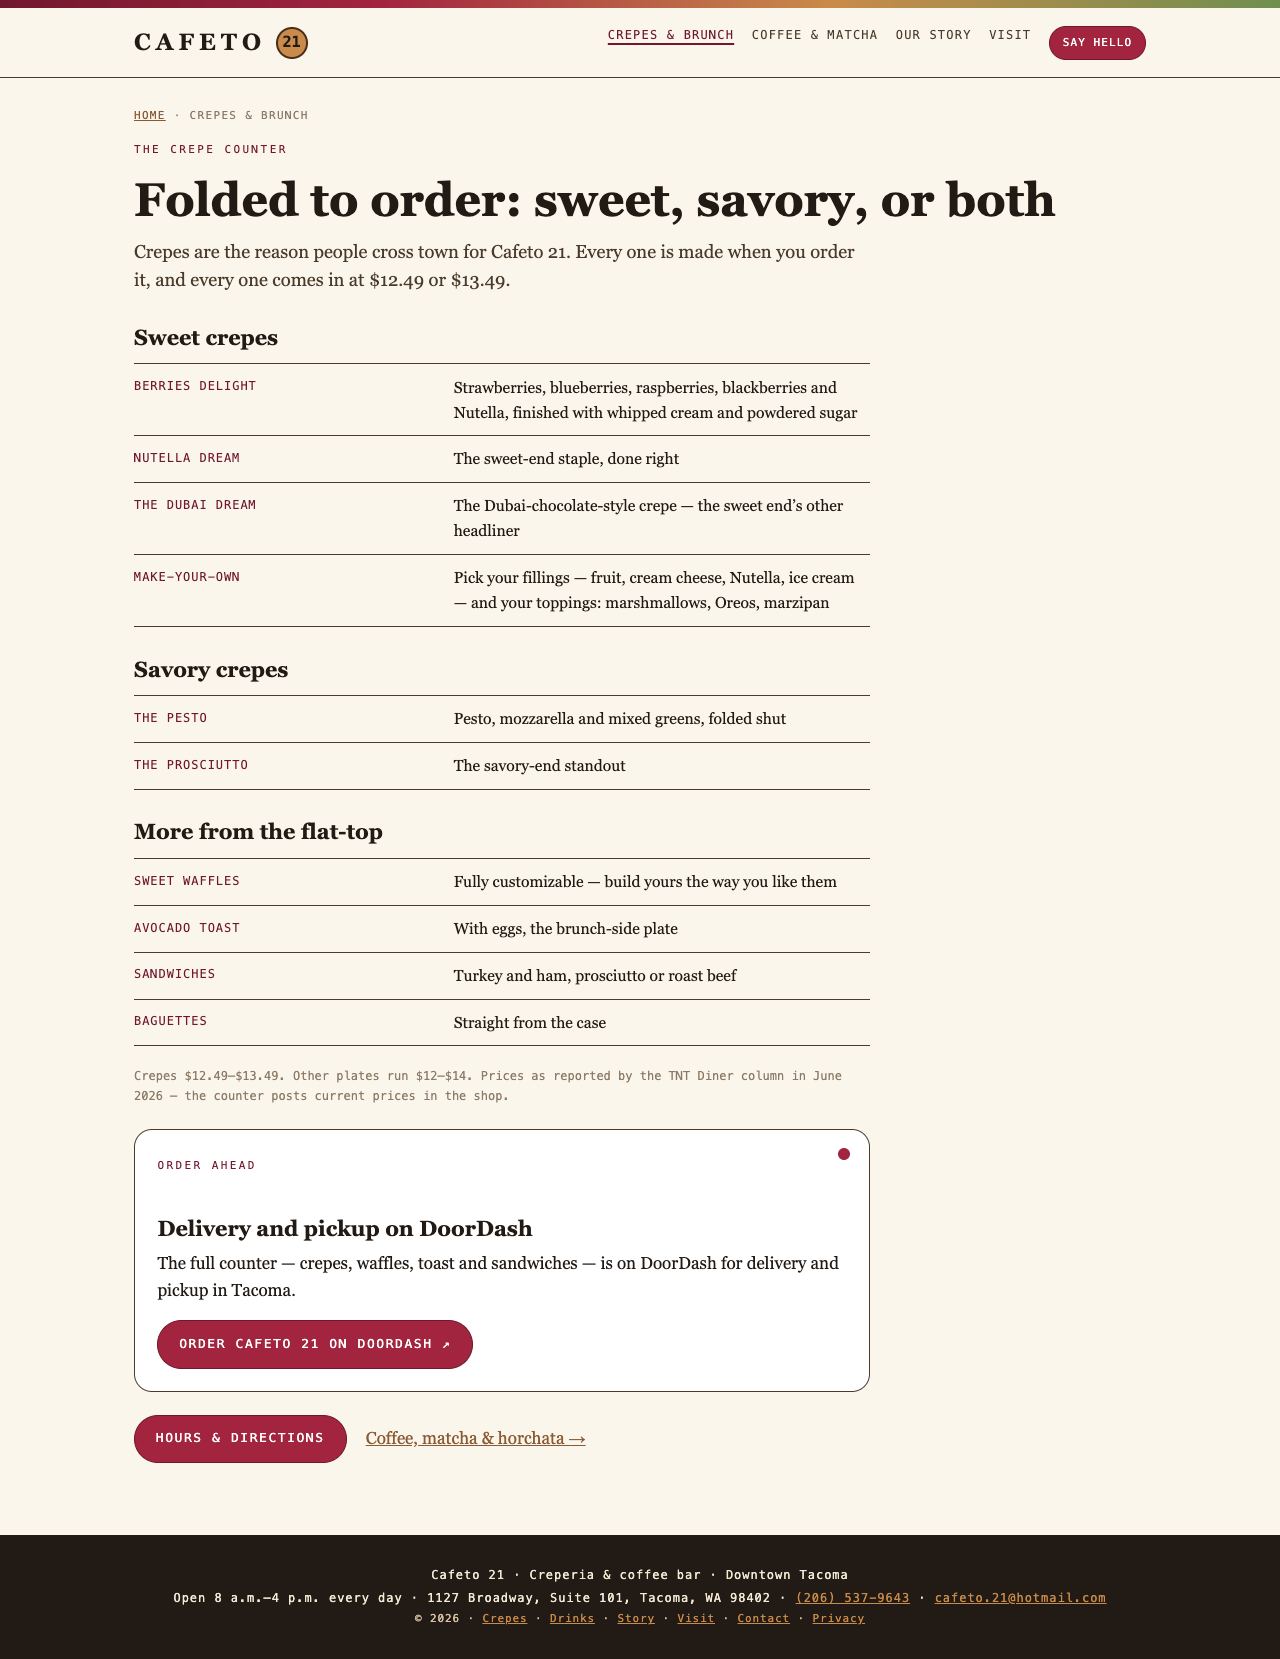 CAFETO 21
CREPES & BRUNCH COFFEE & MATCHA OUR STORY VISIT SAY HELLO
HOME · CREPES & BRUNCH
THE CREPE COUNTER
Folded to order: sweet, savory, or both
Crepes are the reason people cross town for Cafeto 21. Every one is made when you order
it, and every one comes in at $12.49 or $13.49.
Sweet crepes
BERRIES DELIGHT Strawberries, blueberries, raspberries, blackberries and
Nutella, finished with whipped cream and powdered sugar
NUTELLA DREAM The sweet-end staple, done right
THE DUBAI DREAM The Dubai-chocolate-style crepe — the sweet end’s other
headliner
MAKE-YOUR-OWN Pick your fillings — fruit, cream cheese, Nutella, ice cream
— and your toppings: marshmallows, Oreos, marzipan
Savory crepes
THE PESTO Pesto, mozzarella and mixed greens, folded shut
THE PROSCIUTTO The savory-end standout
More from the flat-top
SWEET WAFFLES Fully customizable — build yours the way you like them
AVOCADO TOAST With eggs, the brunch-side plate
SANDWICHES Turkey and ham, prosciutto or roast beef
BAGUETTES Straight from the case
Crepes $12.49–$13.49. Other plates run $12–$14. Prices as reported by the TNT Diner column in June
2026 — the counter posts current prices in the shop.
ORDER AHEAD
Delivery and pickup on DoorDash
The full counter — crepes, waffles, toast and sandwiches — is on DoorDash for delivery and
pickup in Tacoma.
ORDER CAFETO 21 ON DOORDASH ↗
HOURS & DIRECTIONS Coffee, matcha & horchata →
Cafeto 21 · Creperia & coffee bar · Downtown Tacoma
Open 8 a.m.–4 p.m. every day · 1127 Broadway, Suite 101, Tacoma, WA 98402 · (206) 537-9643 · cafeto.21@hotmail.com
© 2026 · Crepes · Drinks · Story · Visit · Contact · Privacy